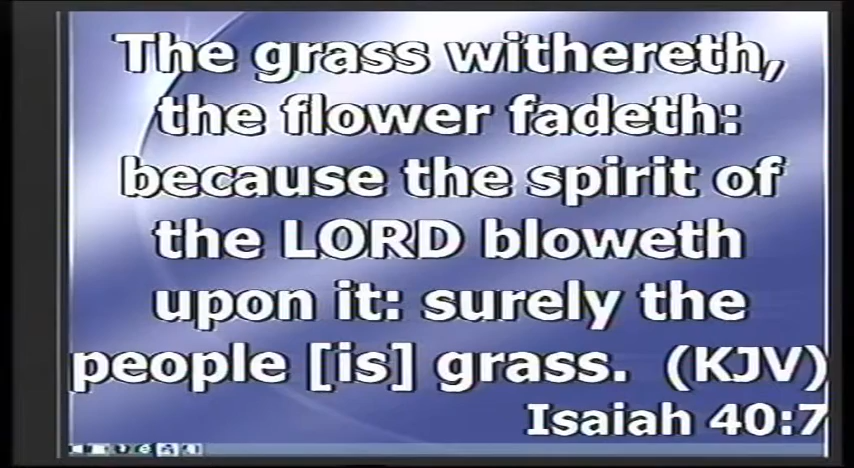 The grass withereth,
the flower fadeth:
because the spirit of
the LORD bloweth
upon it: surely the
people [is] grass. (KJV)
Isaiah 40:7